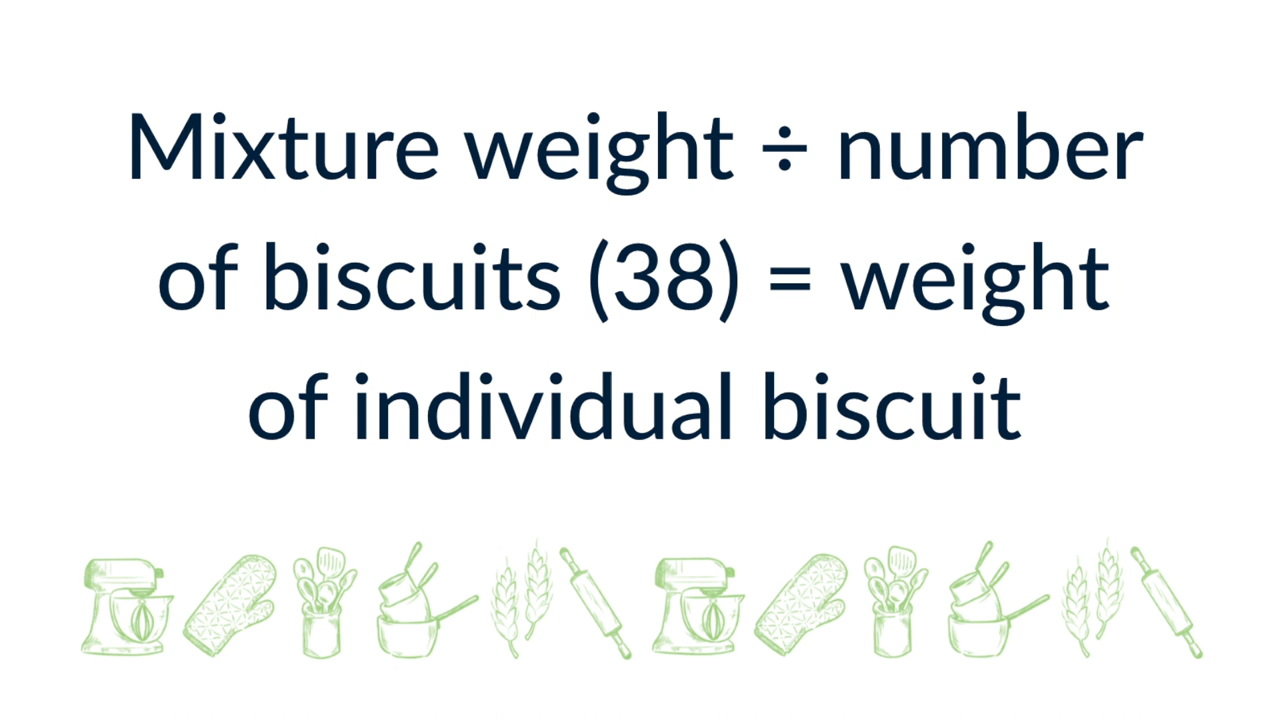 Mixture weight ÷ number
of biscuits (38) = weight
of individual biscuit